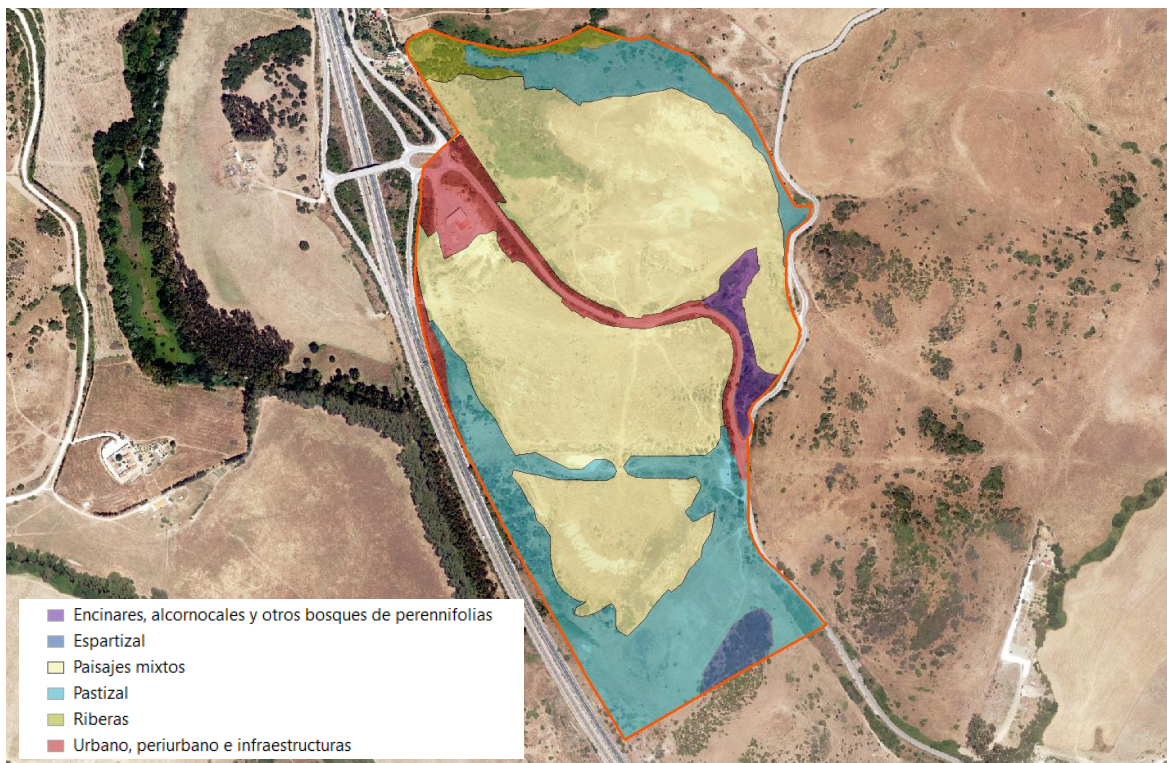 Encinares, alcornocales y otros bosques de perennifolias
Espartizal
Paisajes mixtos
Pastizal
Riberas
Urbano, periurbano e infraestructuras